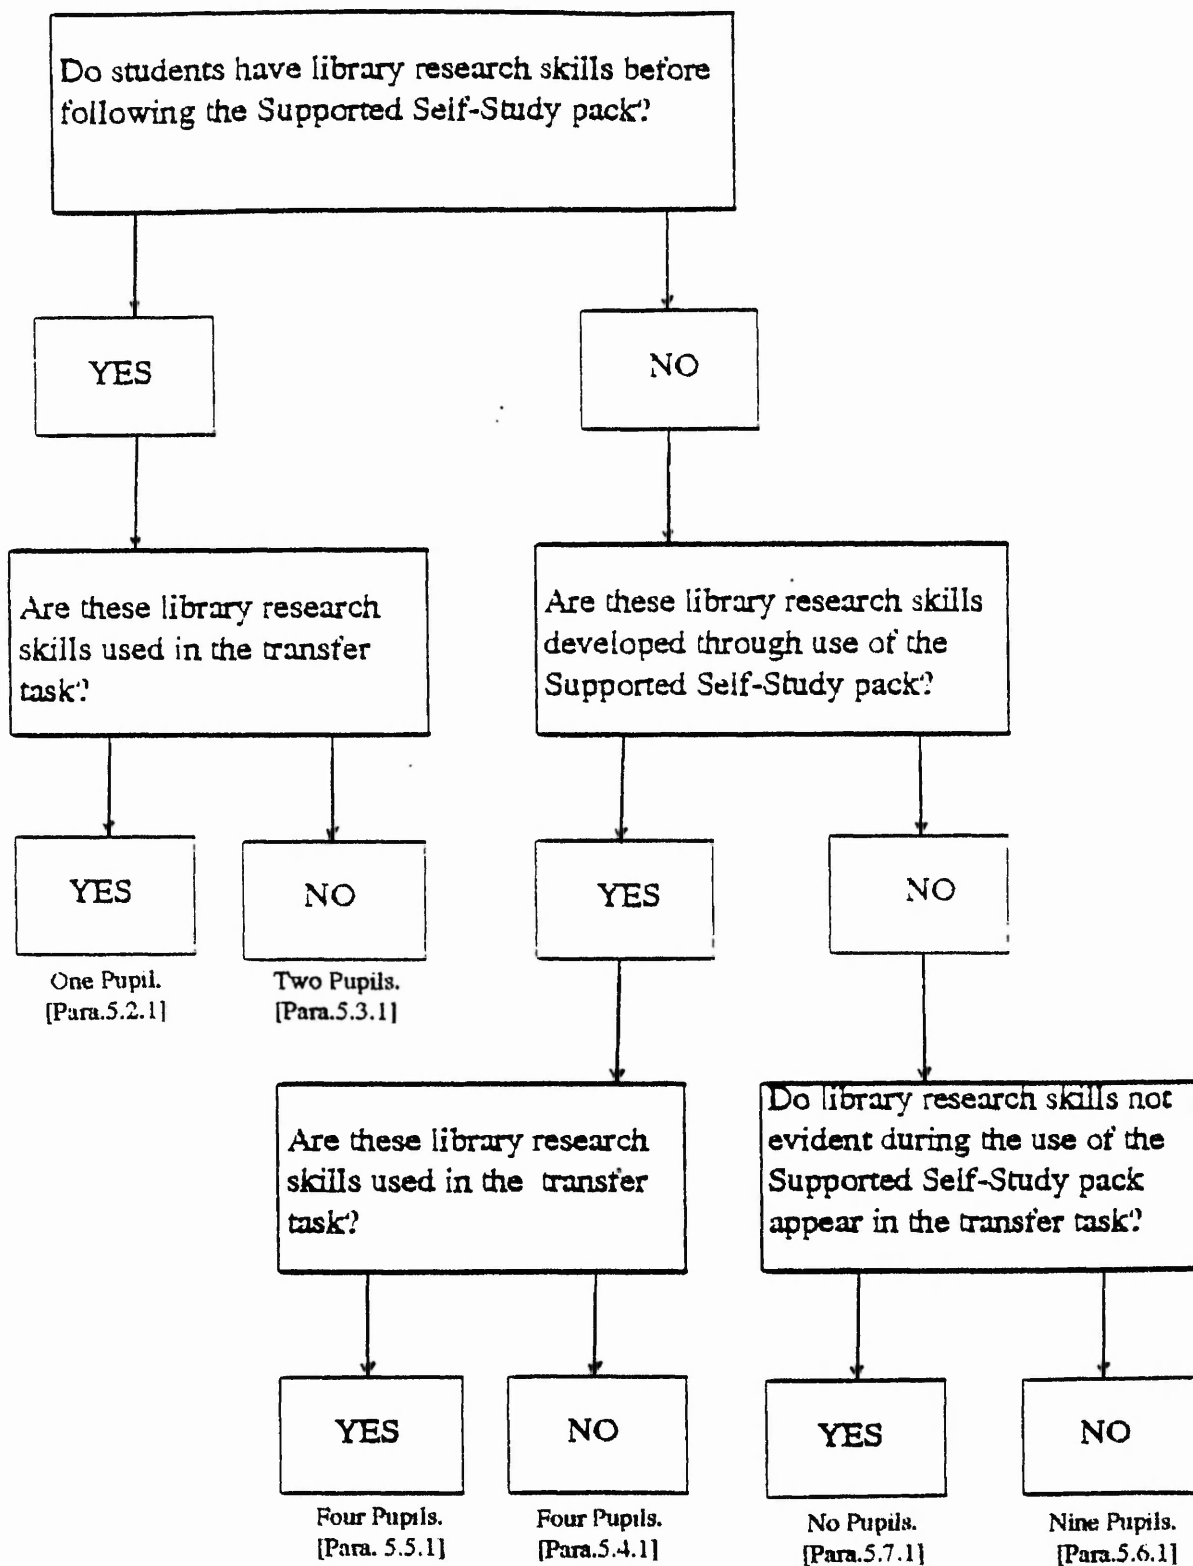 Do students have library research skills before
following the Supported Self-Study pack?
YES
NO
Are these library research
skills used in the transfer
task?
Are these library research skills
developed through use of the
Supported Self-Study pack?
YES
NO
YES
NO
One Pupil.
[Para.5.2.1]
Two Pupils.
[Para.5.3.1]
Are these library research
skills used in the transfer
task?
Do library research skills not
evident during the use of the
Supported Self-Study pack
appear in the transfer task?
YES
NO
YES
NO
Four Pupils.
[Para. 5.5.1]
Four Pupils.
[Para.5.4.1]
No Pupils.
[Para.5.7.1]
Nine Pupils.
[Para.5.6.1]